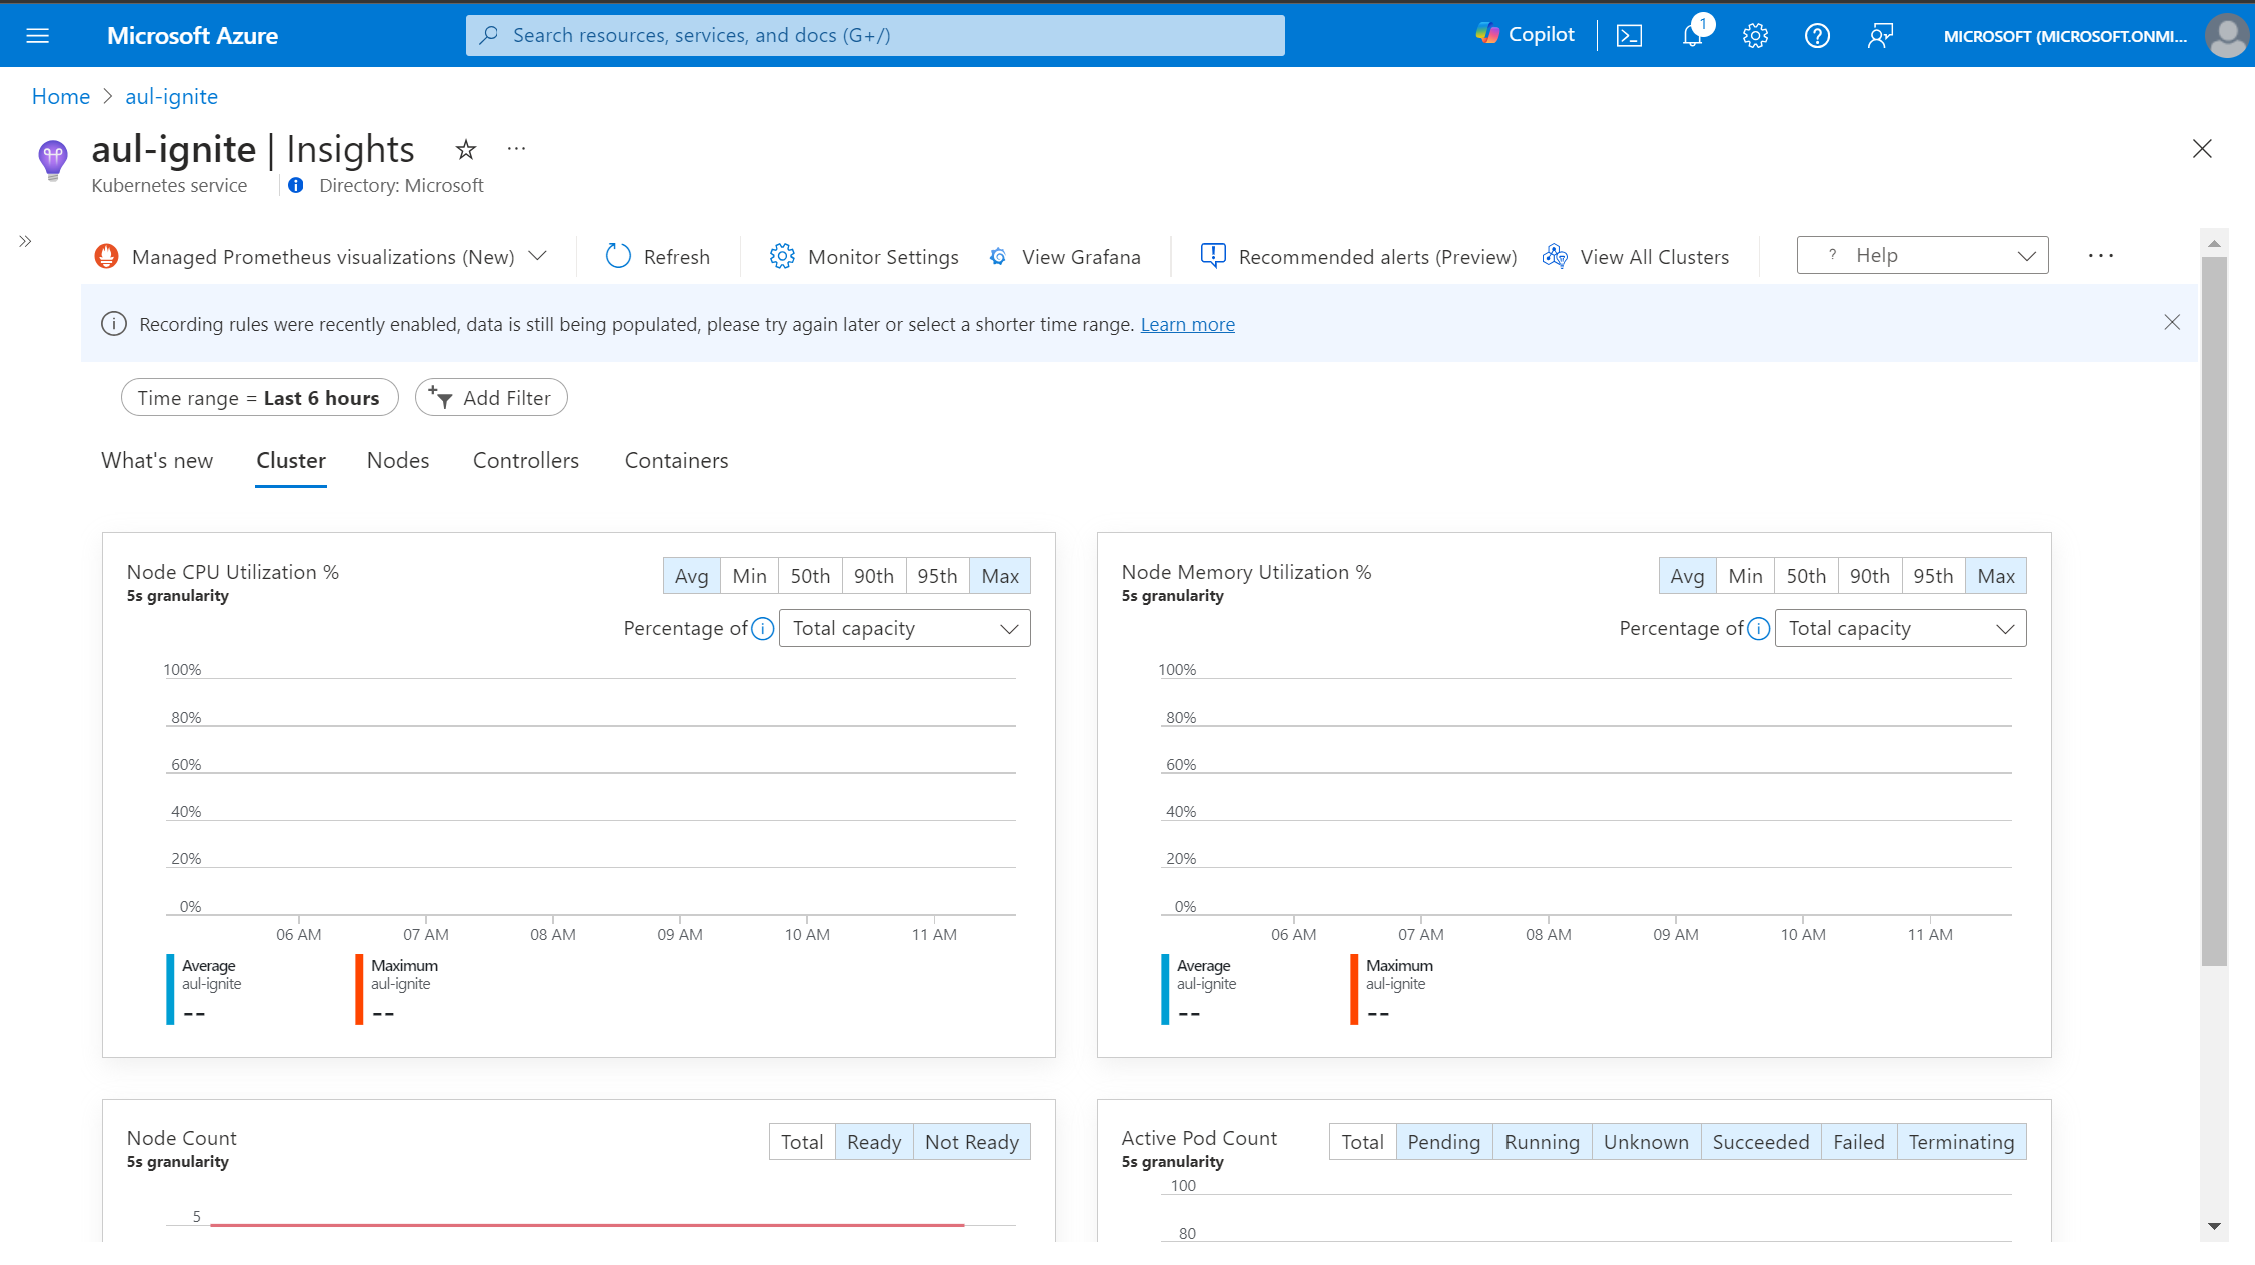 Microsoft Azure
Search resources, services, and docs (G+/)
Copilot
1
MICROSOFT (MICROSOFT.ONMI...
Home > aul-ignite
aul-ignite | Insights
Kubernetes service
Directory: Microsoft
Managed Prometheus visualizations (New)
Refresh
Monitor Settings
View Grafana
Recommended alerts (Preview)
View All Clusters
? Help
Recording rules were recently enabled, data is still being populated, please try again later or select a shorter time range. Learn more
Time range = Last 6 hours
Add Filter
What's new
Cluster
Nodes
Controllers
Containers
Node CPU Utilization %
5s granularity
Avg Min 50th 90th 95th Max
Percentage of Total capacity
100%
80%
60%
40%
20%
0%
06 AM 07 AM 08 AM 09 AM 10 AM 11 AM
Average
aul-ignite
--
Maximum
aul-ignite
--
Node Memory Utilization %
5s granularity
Avg Min 50th 90th 95th Max
Percentage of Total capacity
100%
80%
60%
40%
20%
0%
06 AM 07 AM 08 AM 09 AM 10 AM 11 AM
Average
aul-ignite
--
Maximum
aul-ignite
--
Node Count
5s granularity
Total Ready Not Ready
5
Active Pod Count
5s granularity
Total Pending Running Unknown Succeeded Failed Terminating
100
80